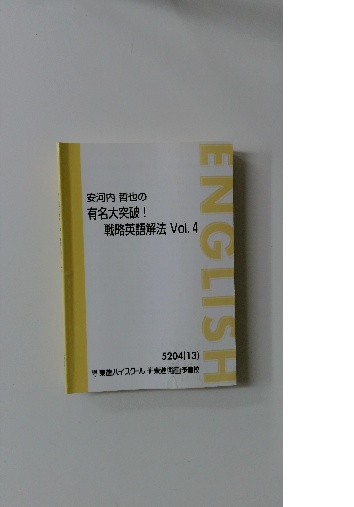 ENGLISH
安河内 哲也の
有名大突破！
戦略英語解法 Vol. 4
5204(13)
東進ハイスクール 東進衛星予備校